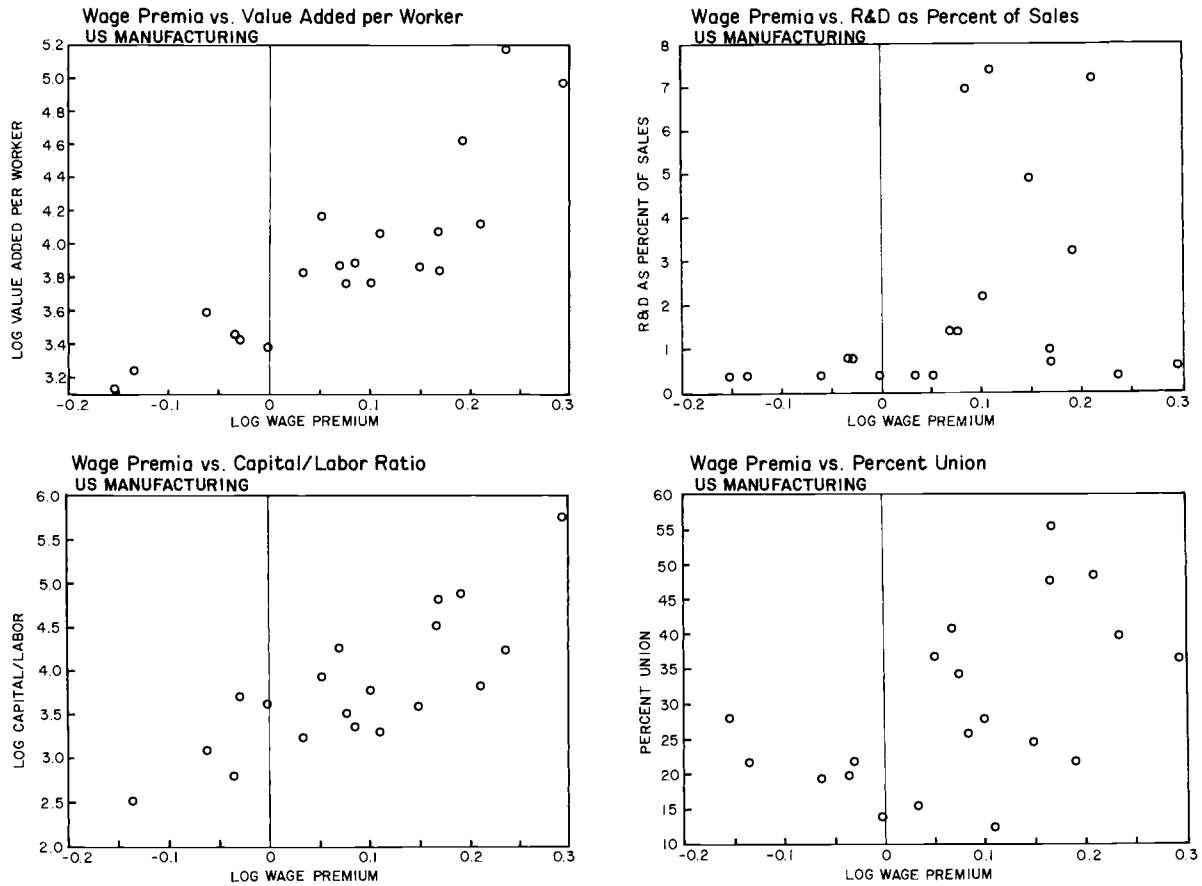 Wage Premia vs. Value Added per Worker
US MANUFACTURING
5.2
5.0
4.8
4.6
4.4
4.2
4.0
3.8
3.6
3.4
3.2
LOG VALUE ADDED PER WORKER
-0.2 -0.1 0 0.1 0.2 0.3
LOG WAGE PREMIUM
Wage Premia vs. R&D as Percent of Sales
US MANUFACTURING
8
7
6
5
4
3
2
1
0
R&D AS PERCENT OF SALES
-0.2 -0.1 0 0.1 0.2 0.3
LOG WAGE PREMIUM
Wage Premia vs. Capital/Labor Ratio
US MANUFACTURING
6.0
5.5
5.0
4.5
4.0
3.5
3.0
2.5
2.0
LOG CAPITAL/LABOR
-0.2 -0.1 0 0.1 0.2 0.3
LOG WAGE PREMIUM
Wage Premia vs. Percent Union
US MANUFACTURING
60
55
50
45
40
35
30
25
20
15
10
PERCENT UNION
-0.2 -0.1 0 0.1 0.2 0.3
LOG WAGE PREMIUM